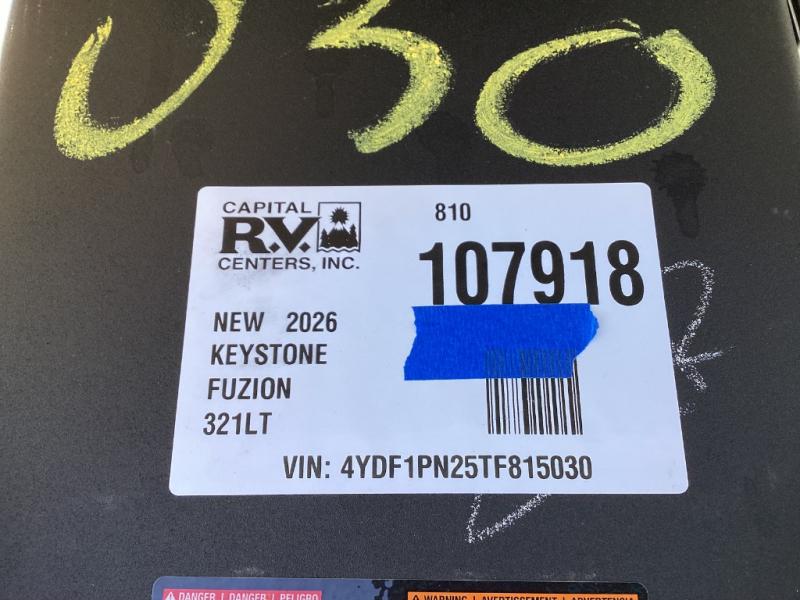 030
CAPITAL
R.V.
CENTERS, INC.
810
107918
NEW 2026
KEYSTONE
FUZION
321LT
VIN: 4YDF1PN25TF815030
DANGER | DANGER | PELIGRO
WARNING | AVERTISSEMENT | ADVERTENCIA